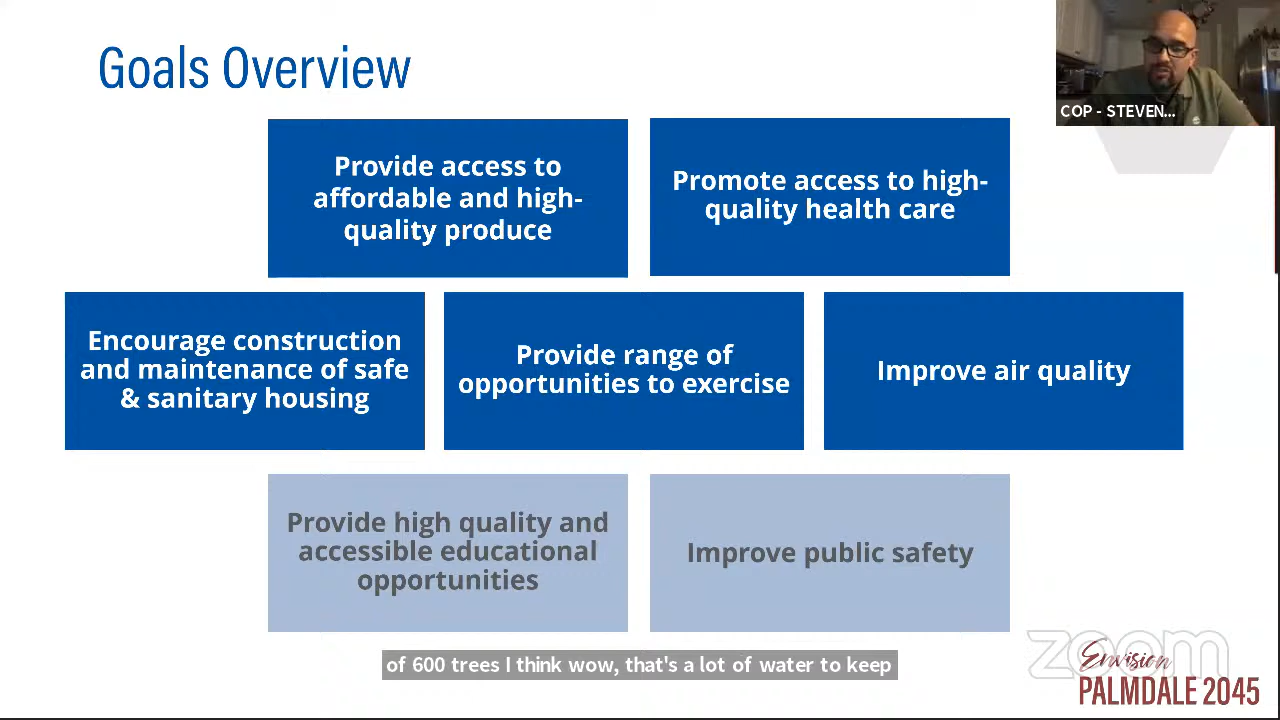 Goals Overview
COP - STEVEN...
Provide access to
affordable and high-
quality produce
Promote access to high-
quality health care
Encourage construction
and maintenance of safe
& sanitary housing
Provide range of
opportunities to exercise
Improve air quality
Provide high quality and
accessible educational
opportunities
Improve public safety
of 600 trees I think wow, that's a lot of water to keep
zoom
Envision
PALMDALE 2045